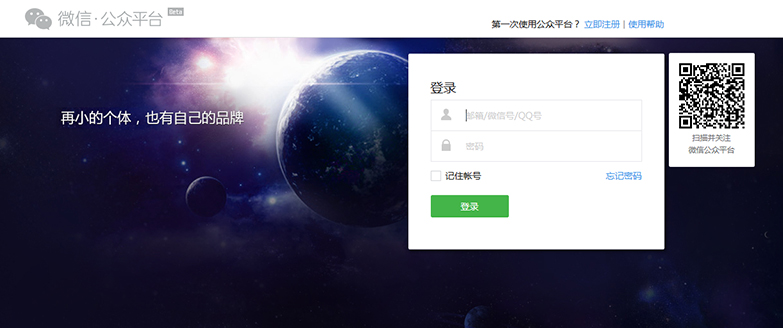 微信·公众平台 Beta
第一次使用公众平台？ 立即注册 | 使用帮助
再小的个体，也有自己的品牌
登录
邮箱/微信号/QQ号
密码
记住帐号 忘记密码
登录
扫描并关注
微信公众平台